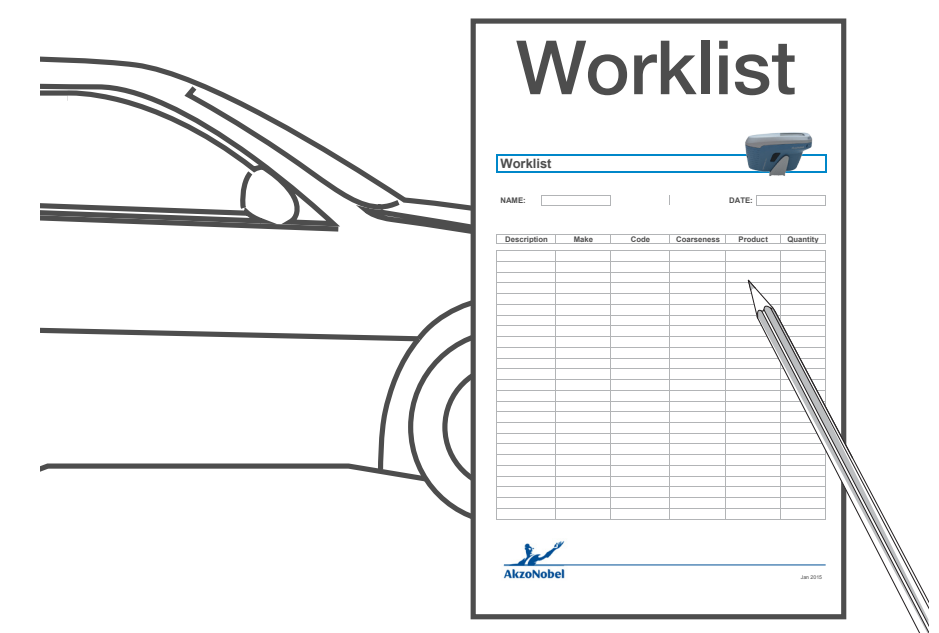 Worklist
Worklist
NAME: DATE:
Description Make Code Coarseness Product Quantity
AkzoNobel
Jan 2015